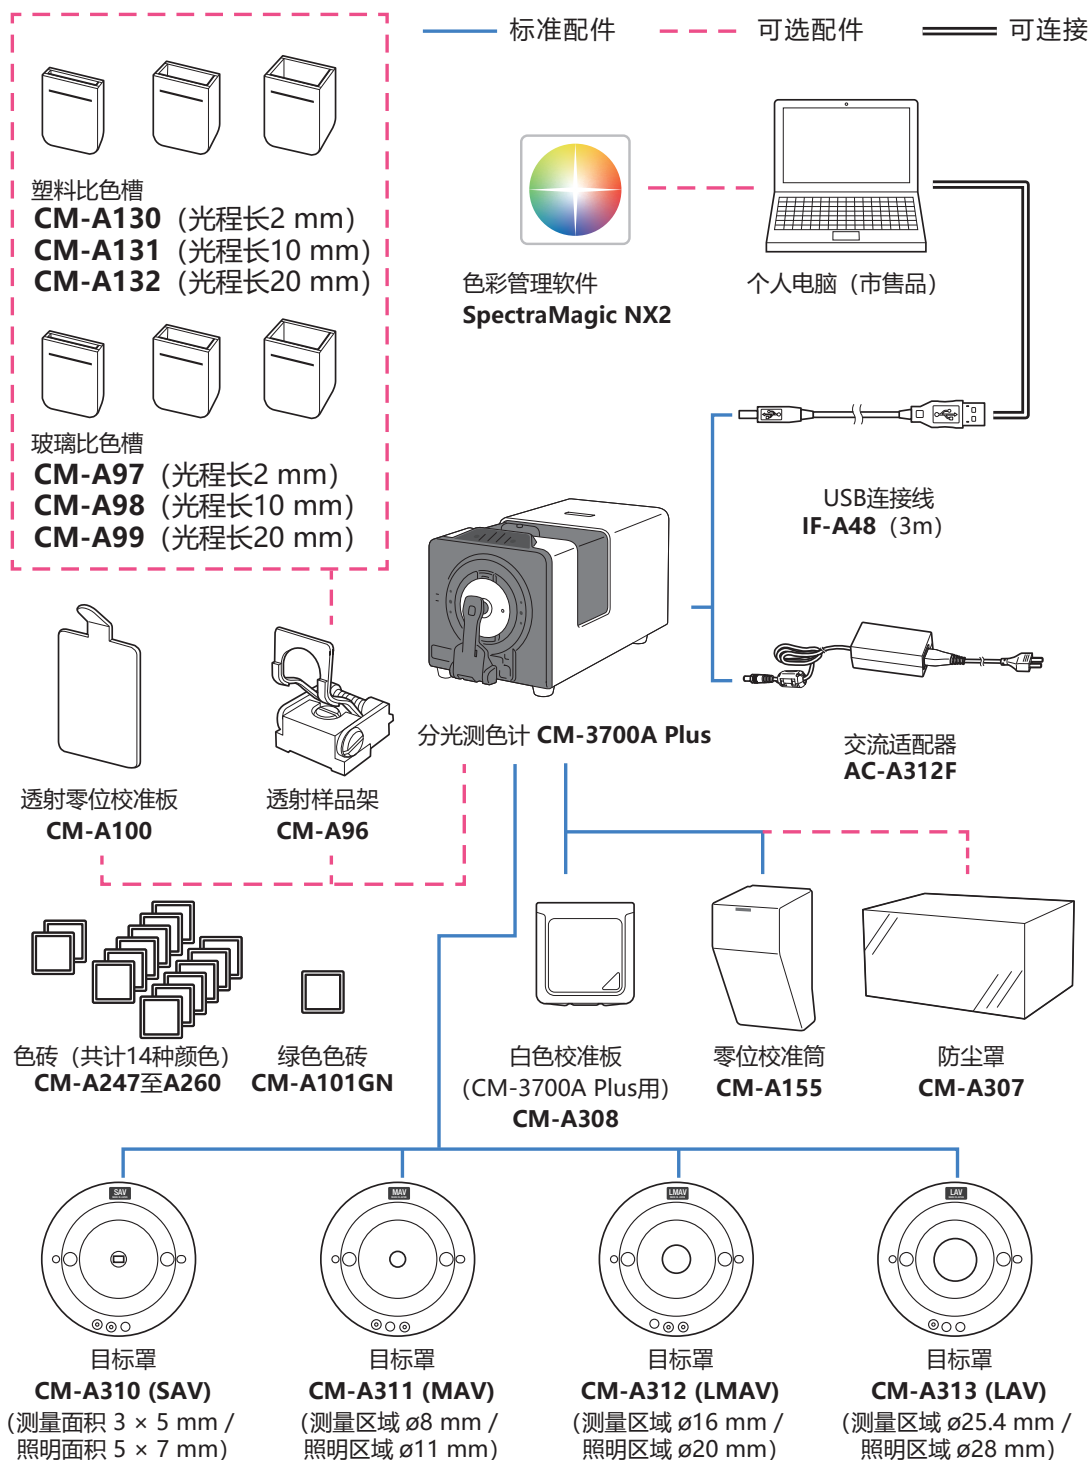 标准配件
可选配件
可连接
塑料比色槽
CM-A130（光程长2 mm）
CM-A131（光程长10 mm）
CM-A132（光程长20 mm）
玻璃比色槽
CM-A97（光程长2 mm）
CM-A98（光程长10 mm）
CM-A99（光程长20 mm）
色彩管理软件
SpectraMagic NX2
个人电脑（市售品）
USB连接线
IF-A48（3m）
分光测色计 CM-3700A Plus
交流适配器
AC-A312F
透射零位校准板
CM-A100
透射样品架
CM-A96
色砖（共计14种颜色）
CM-A247至A260
绿色色砖
CM-A101GN
白色校准板
（CM-3700A Plus用）
CM-A308
零位校准筒
CM-A155
防尘罩
CM-A307
SAV
MAV
LMAV
LAV
目标罩
CM-A310 (SAV)
（测量面积 3 × 5 mm /
照明面积 5 × 7 mm）
目标罩
CM-A311 (MAV)
（测量区域 ø8 mm /
照明区域 ø11 mm）
目标罩
CM-A312 (LMAV)
（测量区域 ø16 mm /
照明区域 ø20 mm）
目标罩
CM-A313 (LAV)
（测量区域 ø25.4 mm /
照明区域 ø28 mm）